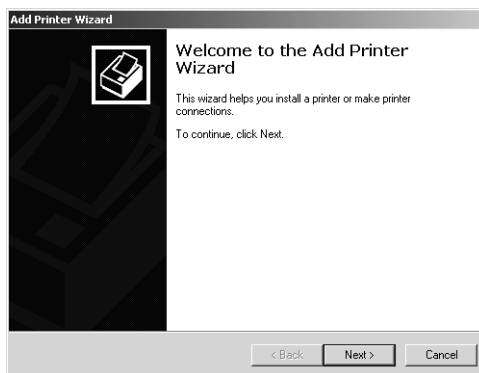 Add Printer Wizard
Welcome to the Add Printer
Wizard
This wizard helps you install a printer or make printer
connections.
To continue, click Next.
< Back
Next >
Cancel